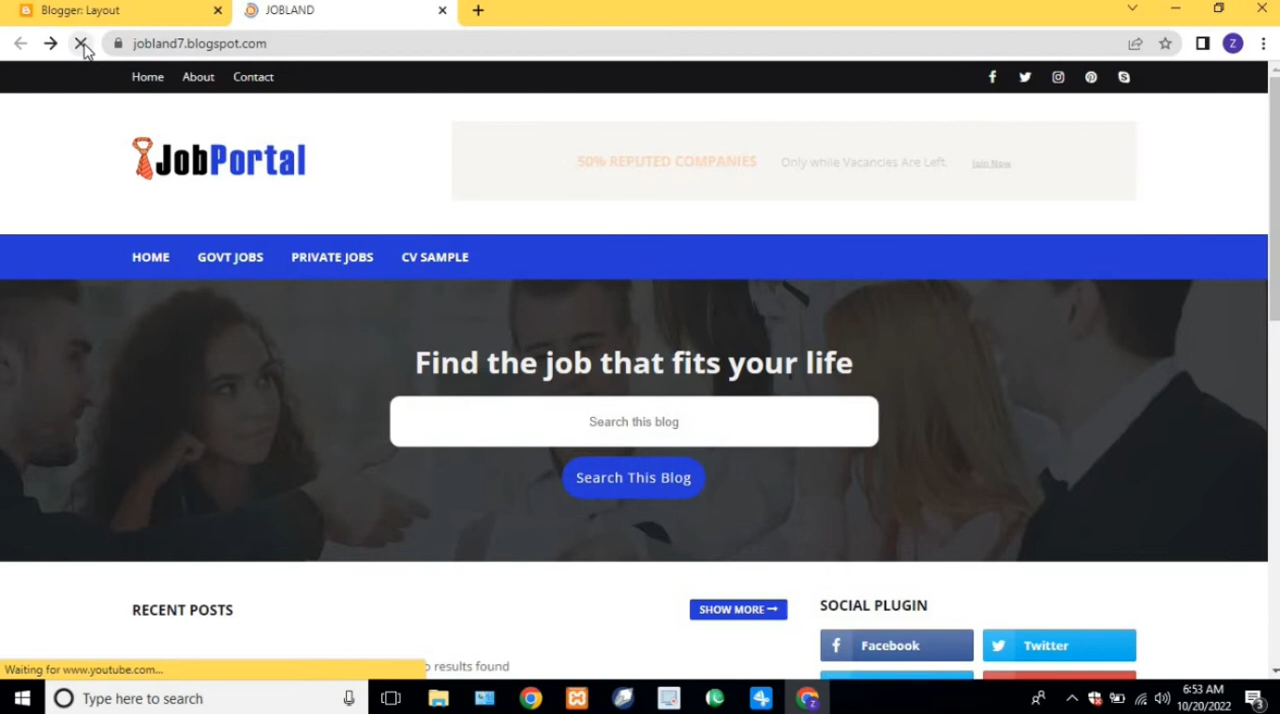 Blogger: Layout
JOBLAND
jobland7.blogspot.com
Z
Home About Contact
JobPortal
50% REPUTED COMPANIES Only while Vacancies Are Left. Join Now
HOME GOVT JOBS PRIVATE JOBS CV SAMPLE
Find the job that fits your life
Search this blog
Search This Blog
RECENT POSTS SHOW MORE
SOCIAL PLUGIN
Facebook Twitter
Waiting for www.youtube.com...
results found
Type here to search
6:53 AM
10/20/2022
3